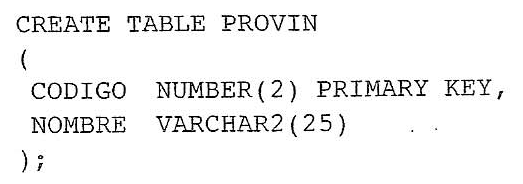 CREATE TABLE PROVIN
(
CODIGO NUMBER(2) PRIMARY KEY,
NOMBRE VARCHAR2(25)
);